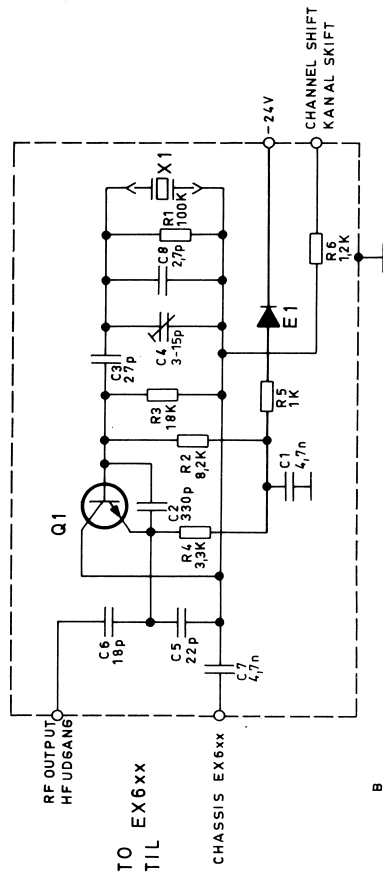 RF OUTPUT
HF UDGANG
TO EX6xx
TIL
CHASSIS EX6xx
C6
18p
C5
22p
C7
4,7n
Q1
C2
330p
R4
3,3K
C1
4,7n
R2
8,2K
R3
18K
R5
1K
C3
27p
C4
3-15p
E1
C8
2,7p
R1
100K
X1
R6
1,2K
-24V
CHANNEL SHIFT
KANAL SKIFT
B